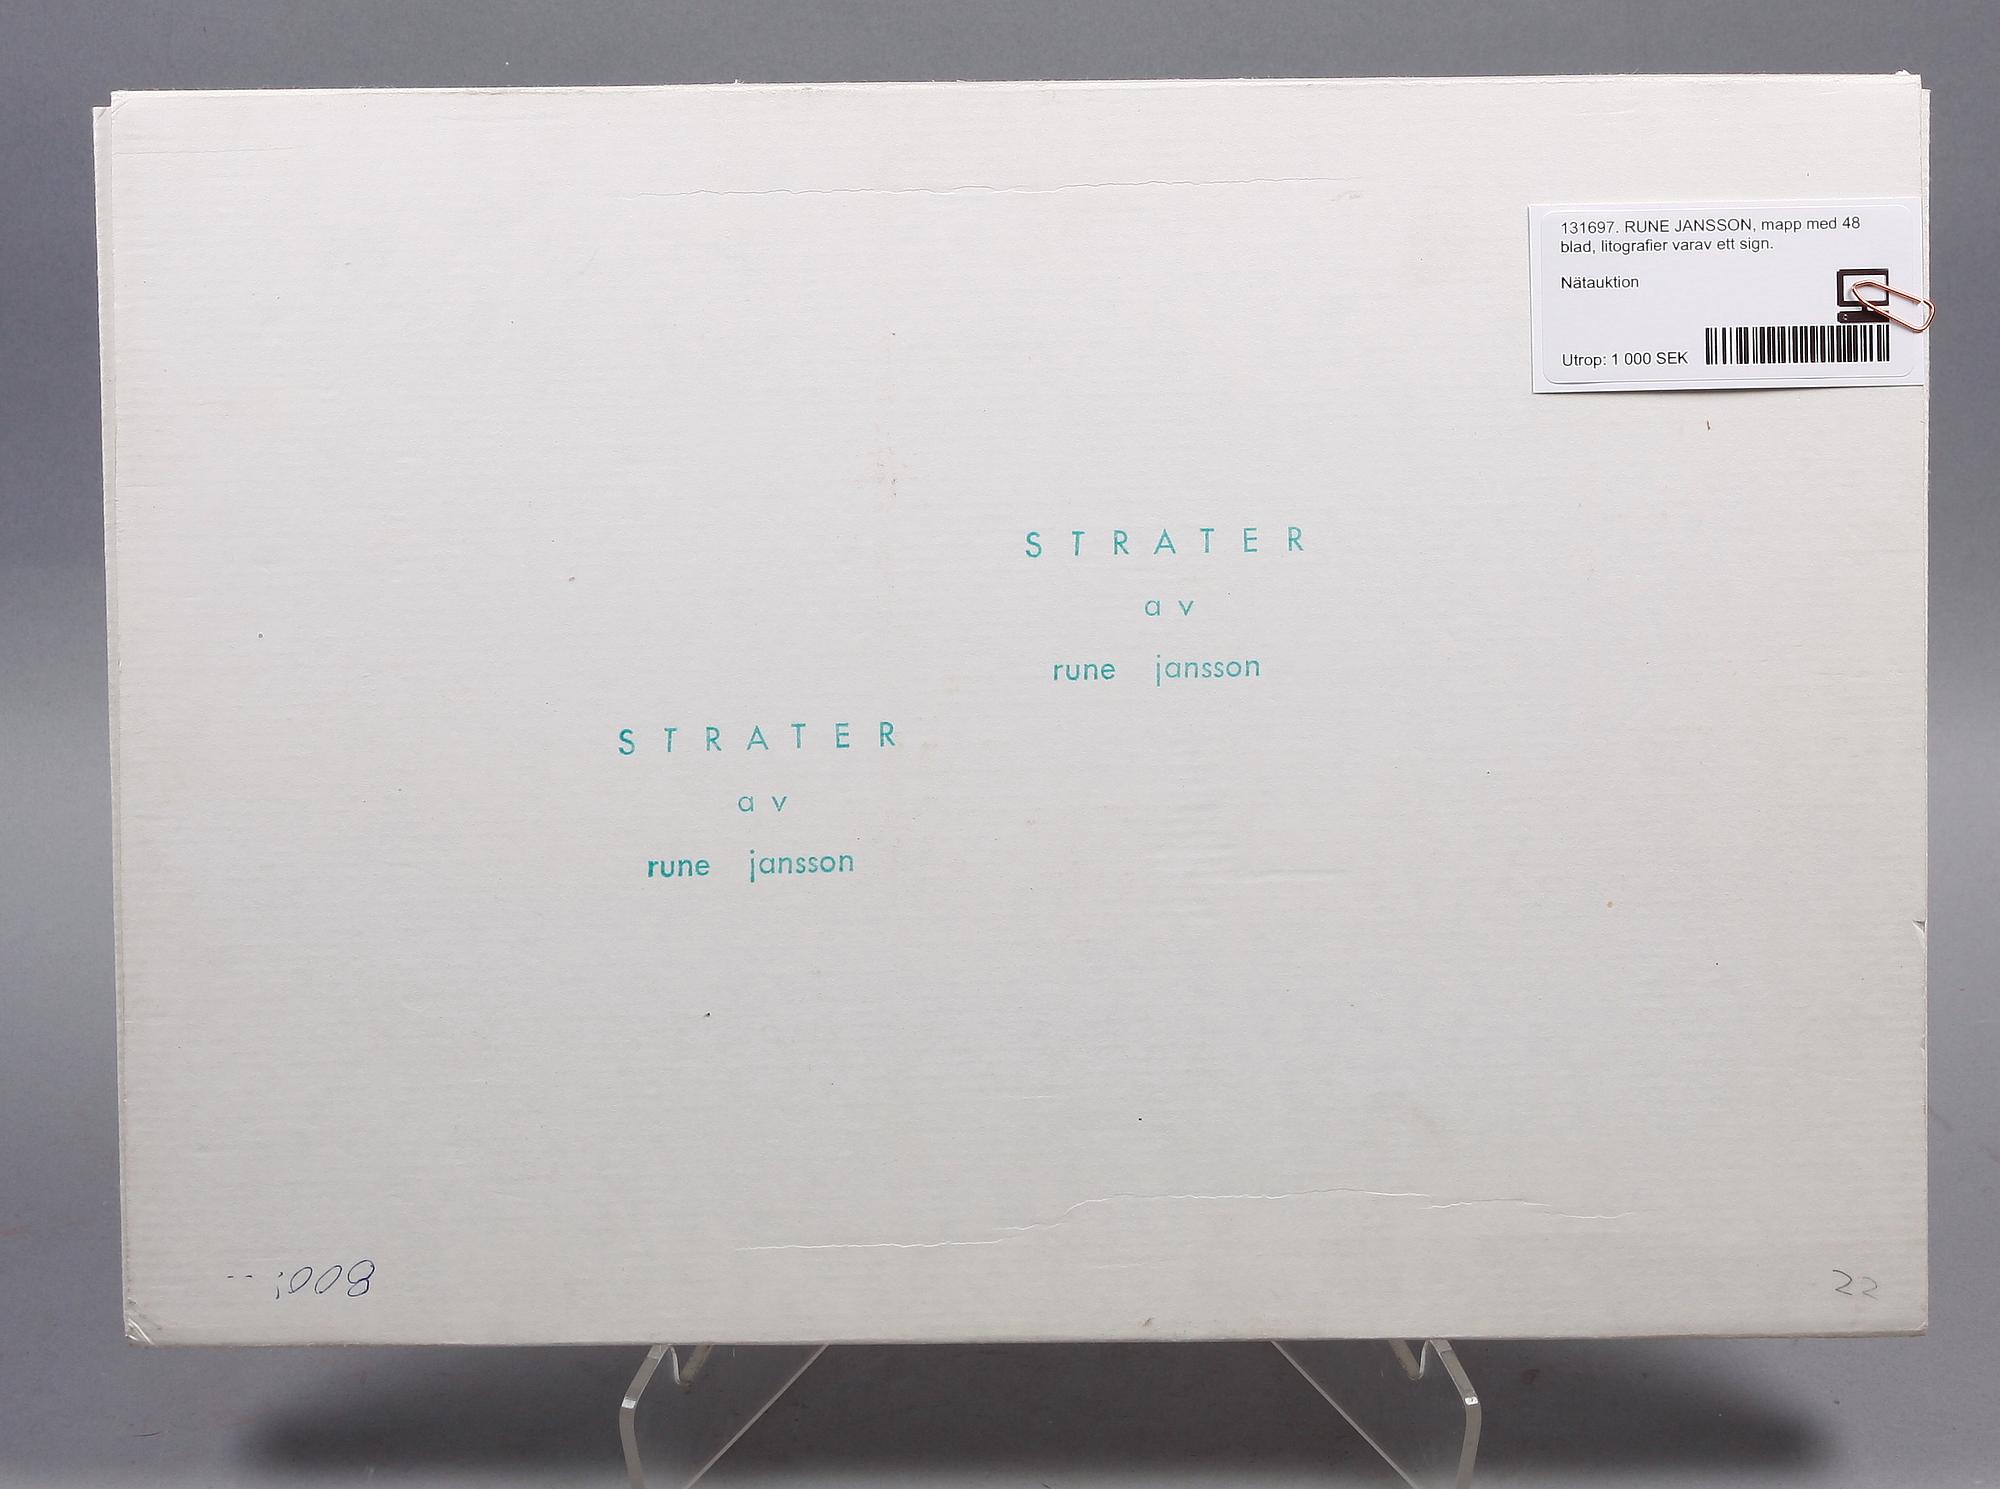 131697. RUNE JANSSON, mapp med 48
blad, litografier varav ett sign.
Nätauktion
Utrop: 1 000 SEK
S T R A T E R
a v
rune jansson
S T R A T E R
a v
rune jansson
22